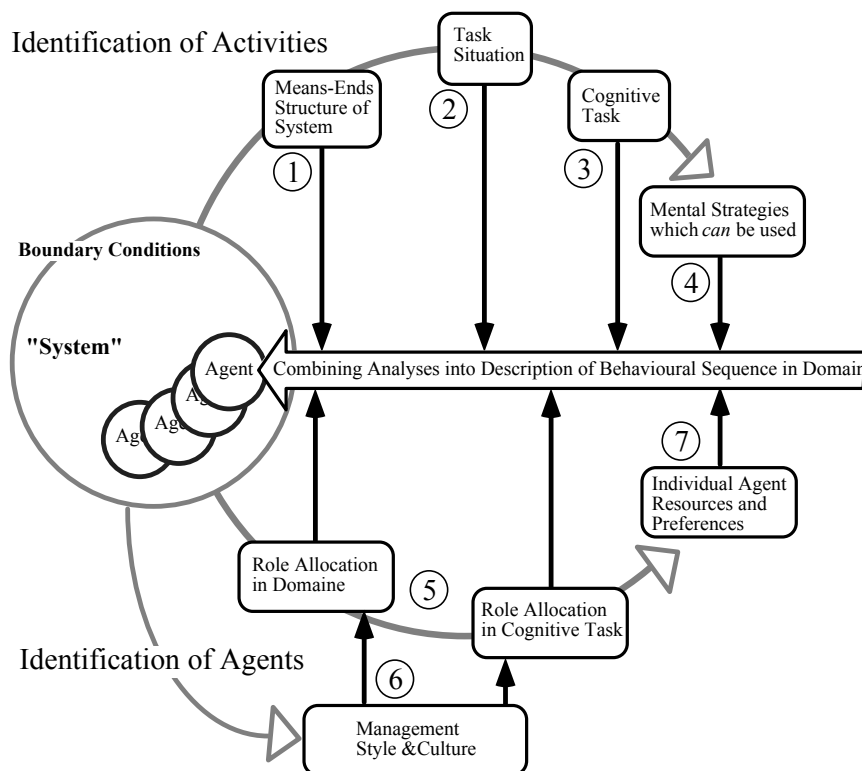 Identification of Activities
Task
Situation
Means-Ends
Structure of
System
Cognitive
Task
1
2
3
Mental Strategies
which can be used
4
Boundary Conditions
"System"
Agent
Age
Age
Age
Combining Analyses into Description of Behavioural Sequence in Domain
7
Individual Agent
Resources and
Preferences
Role Allocation
in Domaine
5
Role Allocation
in Cognitive Task
Identification of Agents
6
Management
Style &Culture